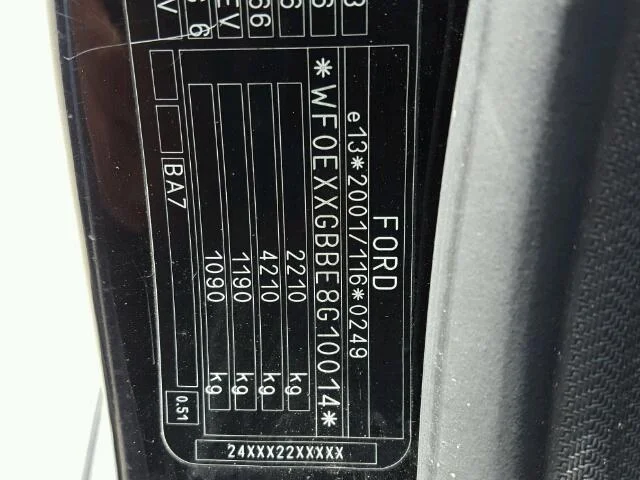 FORD
e13*2001/116*0249
*WF0EXXGBBE8G10014*
2210 kg
4210 kg
1190 kg
1090 kg
BA7
0.51
24XXX22XXXXX